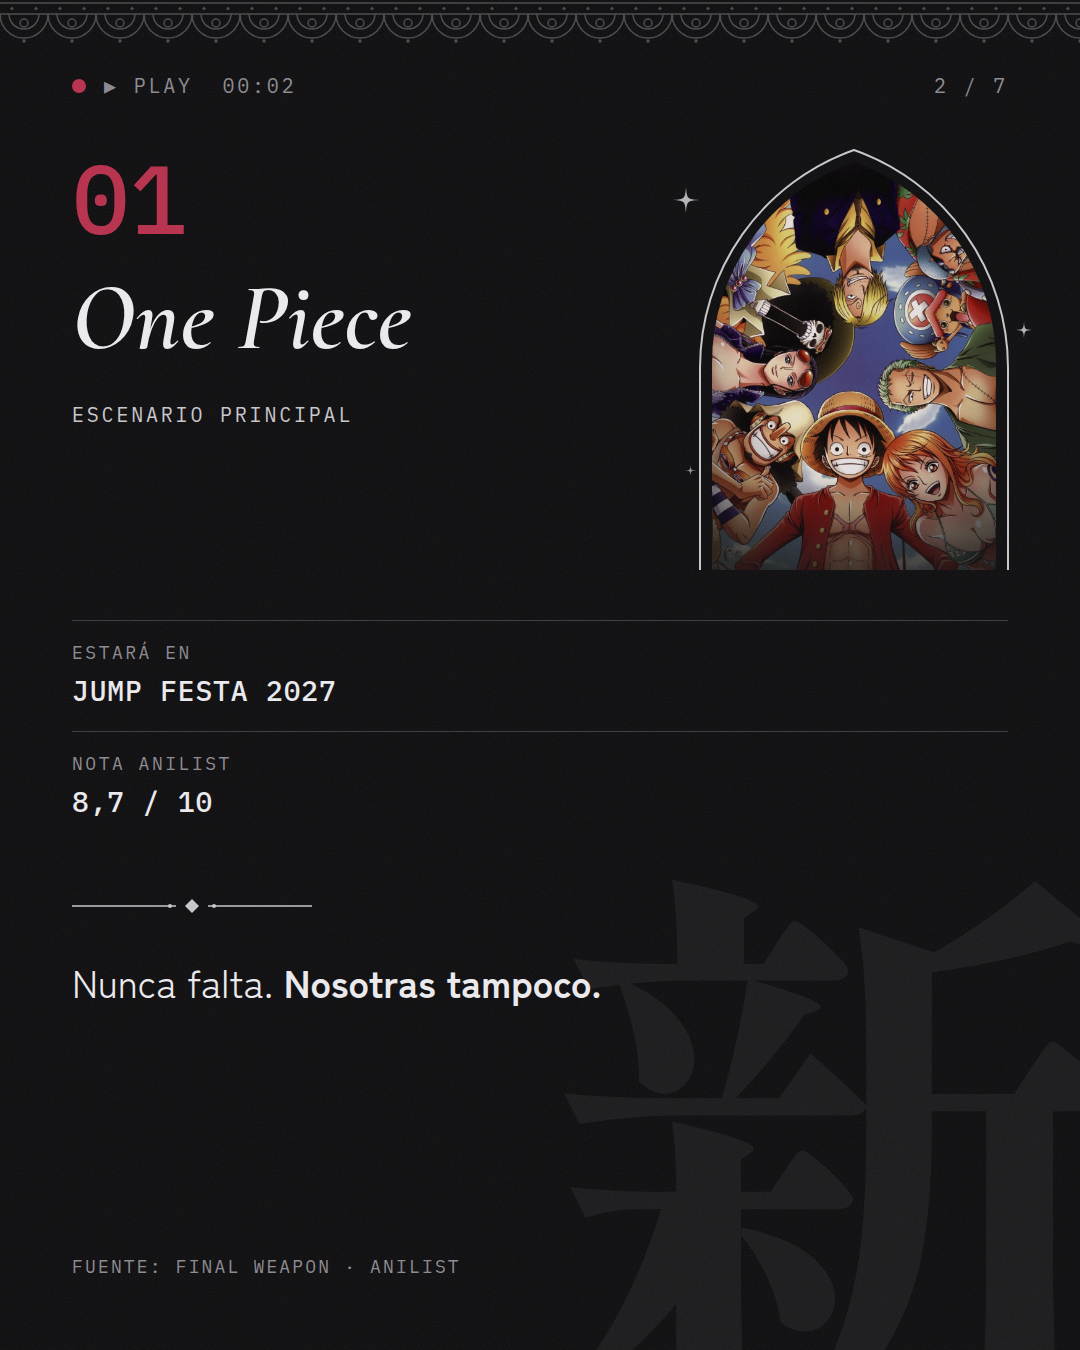 ▶ PLAY 00:02
2 / 7
01
One Piece
ESCENARIO PRINCIPAL
ESTARÁ EN
JUMP FESTA 2027
NOTA ANILIST
8,7 / 10
Nunca falta. Nosotras tampoco.
新
FUENTE: FINAL WEAPON · ANILIST